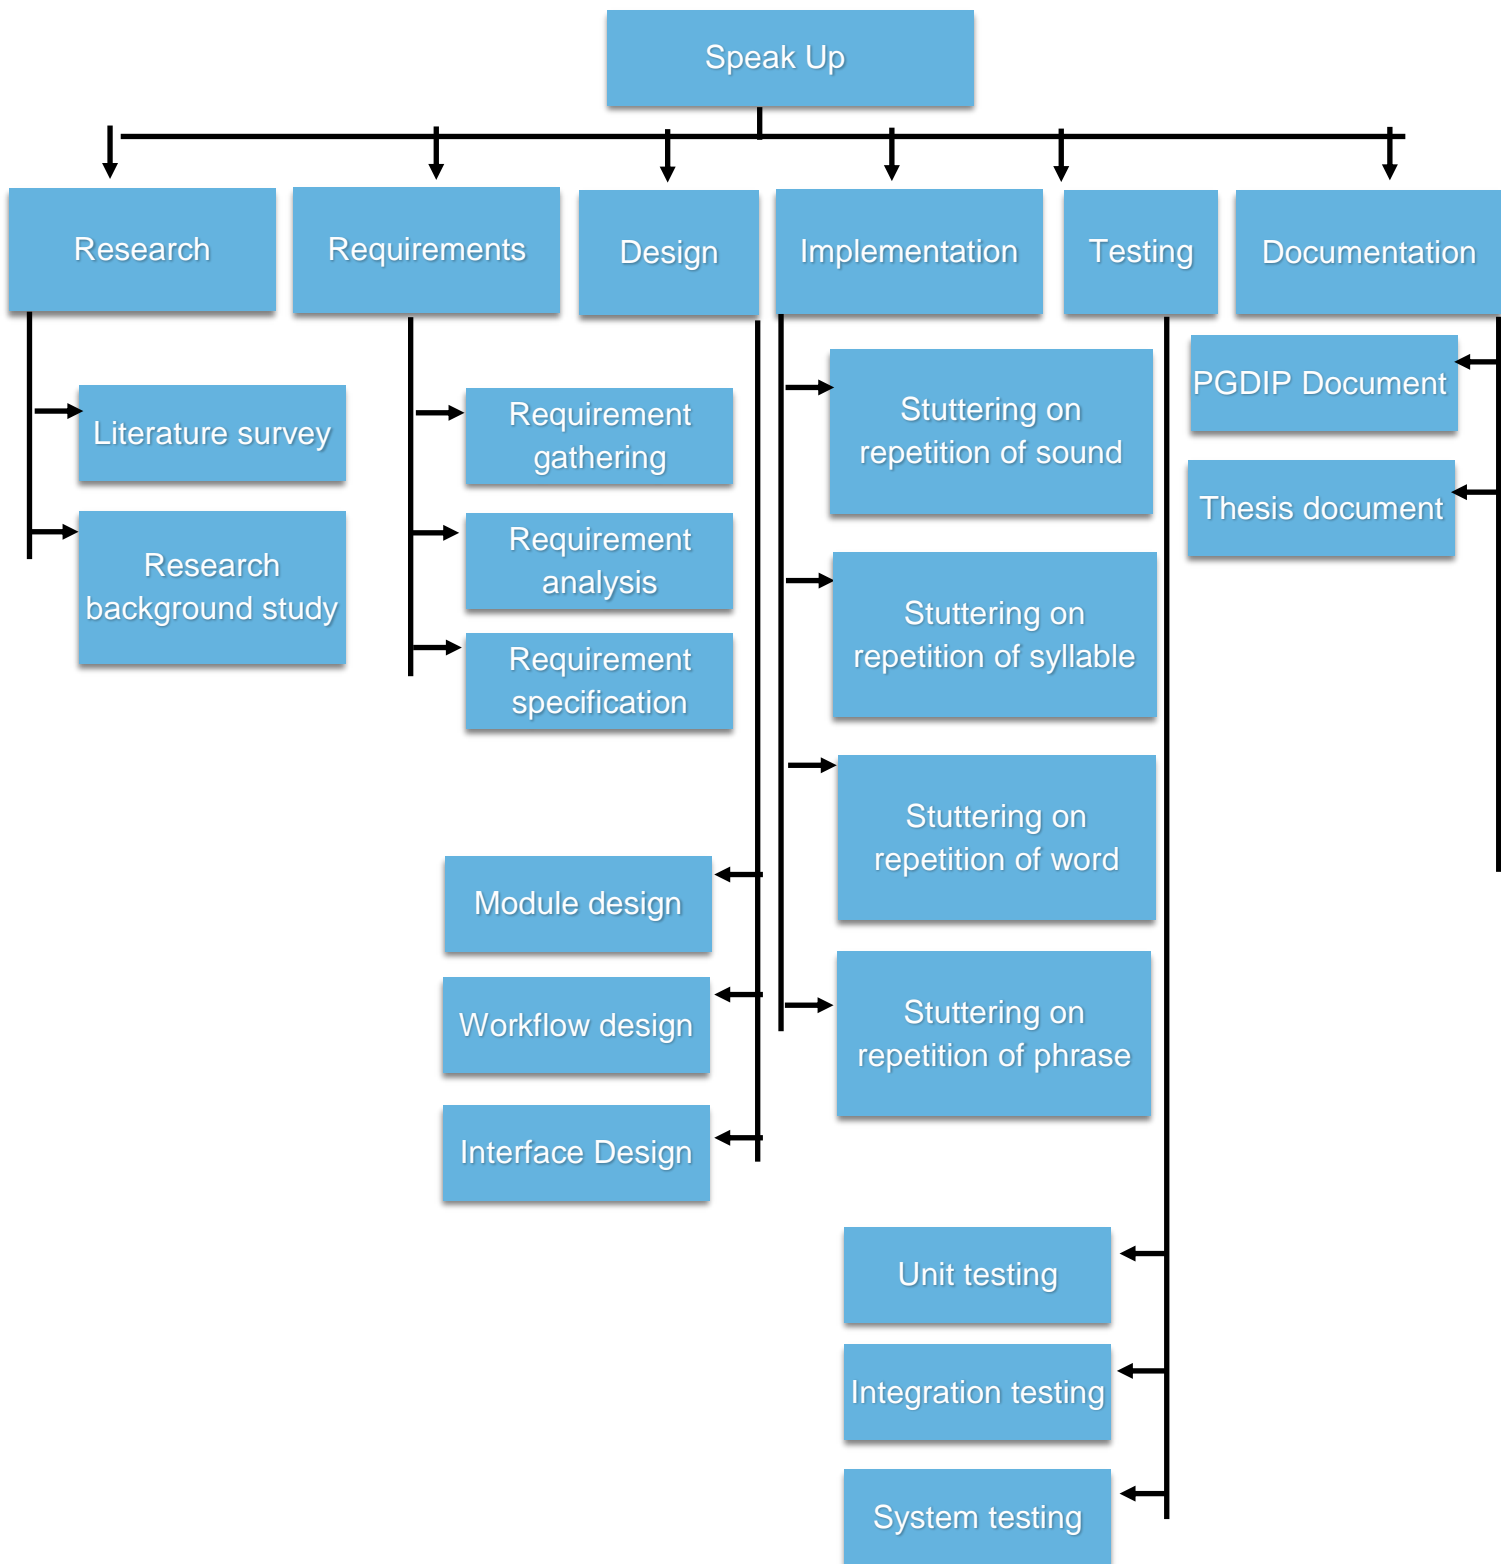 Speak Up
Research
Requirements
Design
Implementation
Testing
Documentation
Literature survey
Research
background study
Requirement
gathering
Requirement
analysis
Requirement
specification
Module design
Workflow design
Interface Design
Stuttering on
repetition of sound
Stuttering on
repetition of syllable
Stuttering on
repetition of word
Stuttering on
repetition of phrase
Unit testing
Integration testing
System testing
PGDIP Document
Thesis document